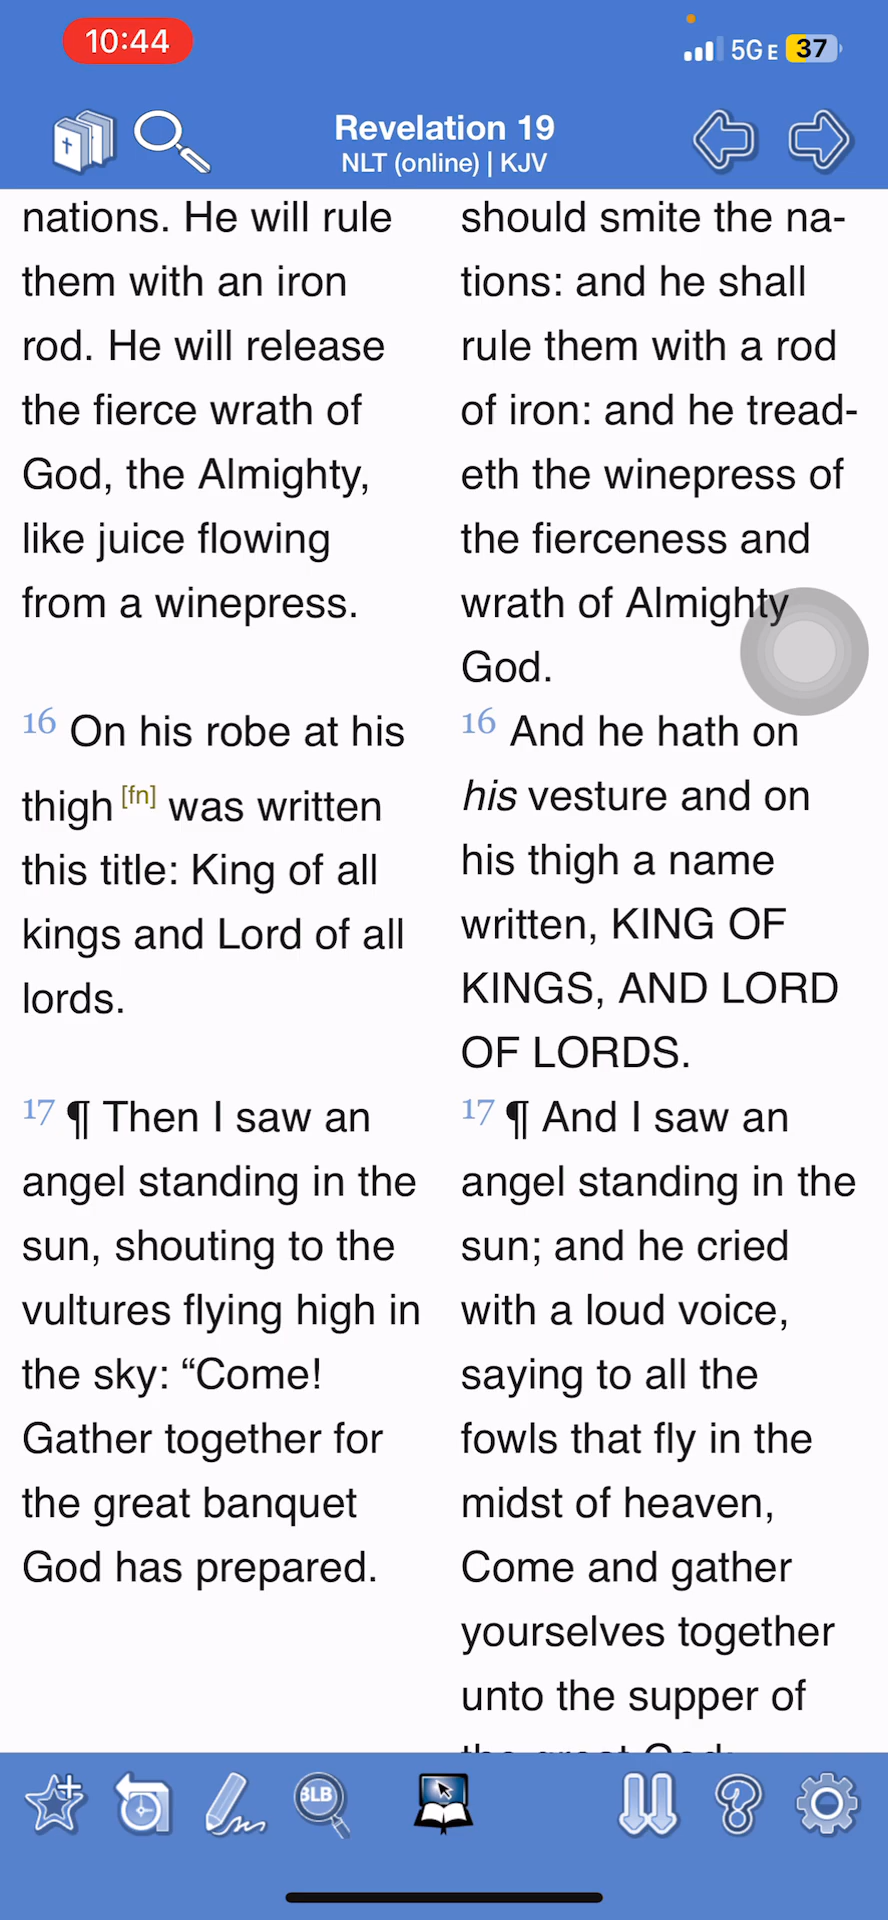 10:44
5GE 37
Revelation 19
NLT (online) | KJV
nations. He will rule
them with an iron
rod. He will release
the fierce wrath of
God, the Almighty,
like juice flowing
from a winepress.
16 On his robe at his
thigh [fn] was written
this title: King of all
kings and Lord of all
lords.
17 ¶ Then I saw an
angel standing in the
sun, shouting to the
vultures flying high in
the sky: “Come!
Gather together for
the great banquet
God has prepared.
should smite the na-
tions: and he shall
rule them with a rod
of iron: and he tread-
eth the winepress of
the fierceness and
wrath of Almighty
God.
16 And he hath on
his vesture and on
his thigh a name
written, KING OF
KINGS, AND LORD
OF LORDS.
17 ¶ And I saw an
angel standing in the
sun; and he cried
with a loud voice,
saying to all the
fowls that fly in the
midst of heaven,
Come and gather
yourselves together
unto the supper of
the great God;
BLB